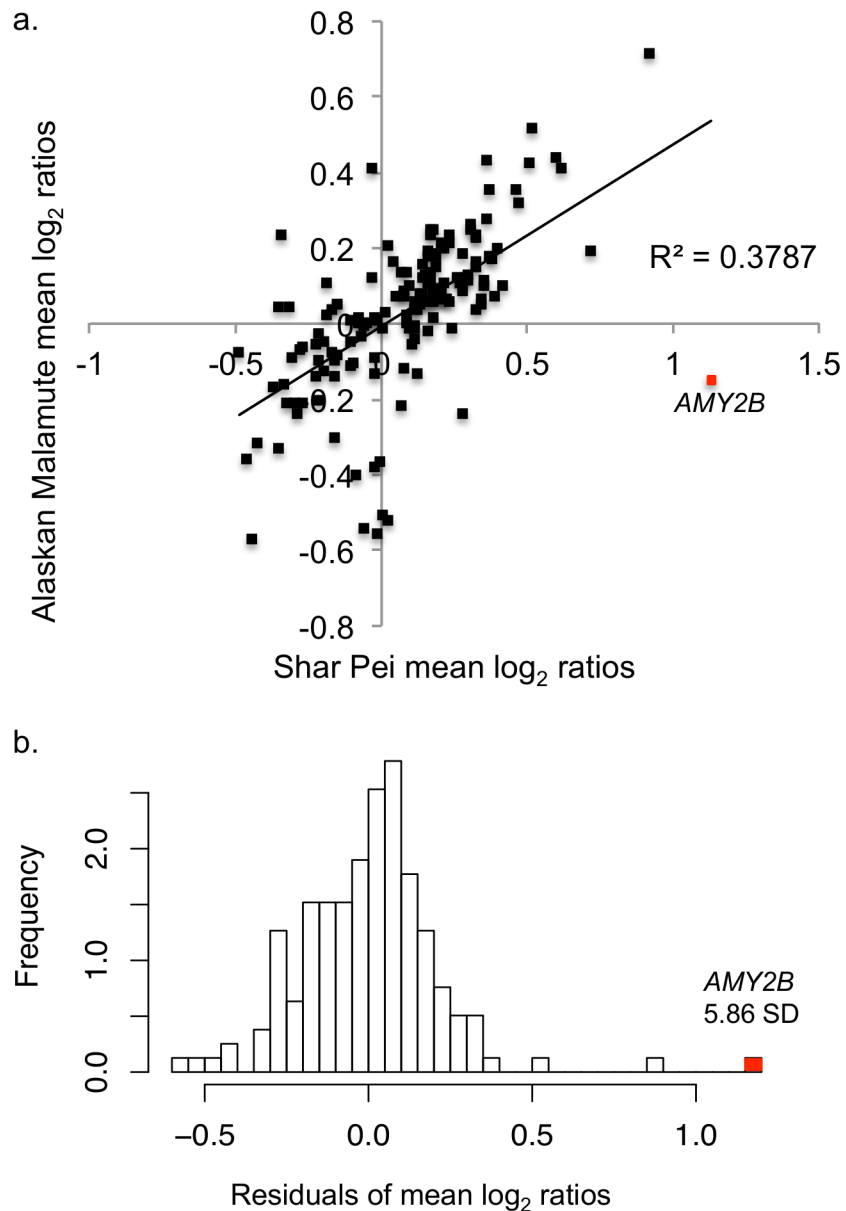 a.
Alaskan Malamute mean log₂ ratios
0.8
0.6
0.4
0.2
0
-0.2
-0.4
-0.6
-0.8
-1
-0.5
0
0.5
1
1.5
R² = 0.3787
AMY2B
Shar Pei mean log₂ ratios
b.
Frequency
2.0
1.0
0.0
AMY2B
5.86 SD
−0.5
0.0
0.5
1.0
Residuals of mean log₂ ratios